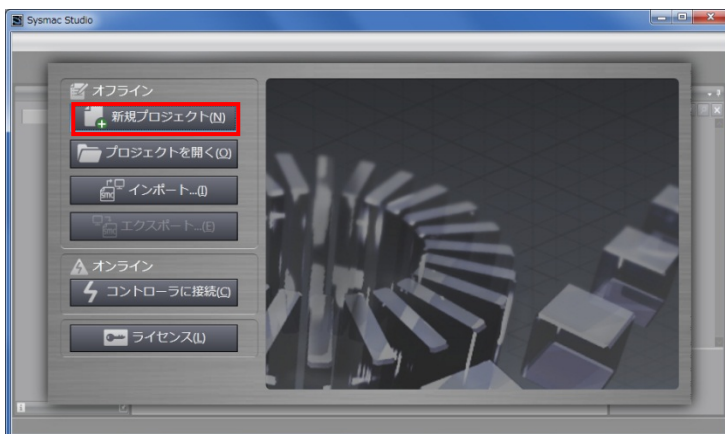 Sysmac Studio
オフライン
新規プロジェクト(N)
プロジェクトを開く(O)
インポート...(I)
エクスポート...(E)
オンライン
コントローラに接続(C)
ライセンス(L)